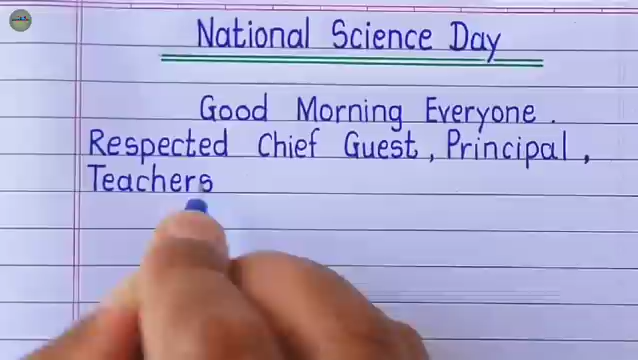 National Science Day
Good Morning Everyone.
Respected Chief Guest, Principal,
Teachers